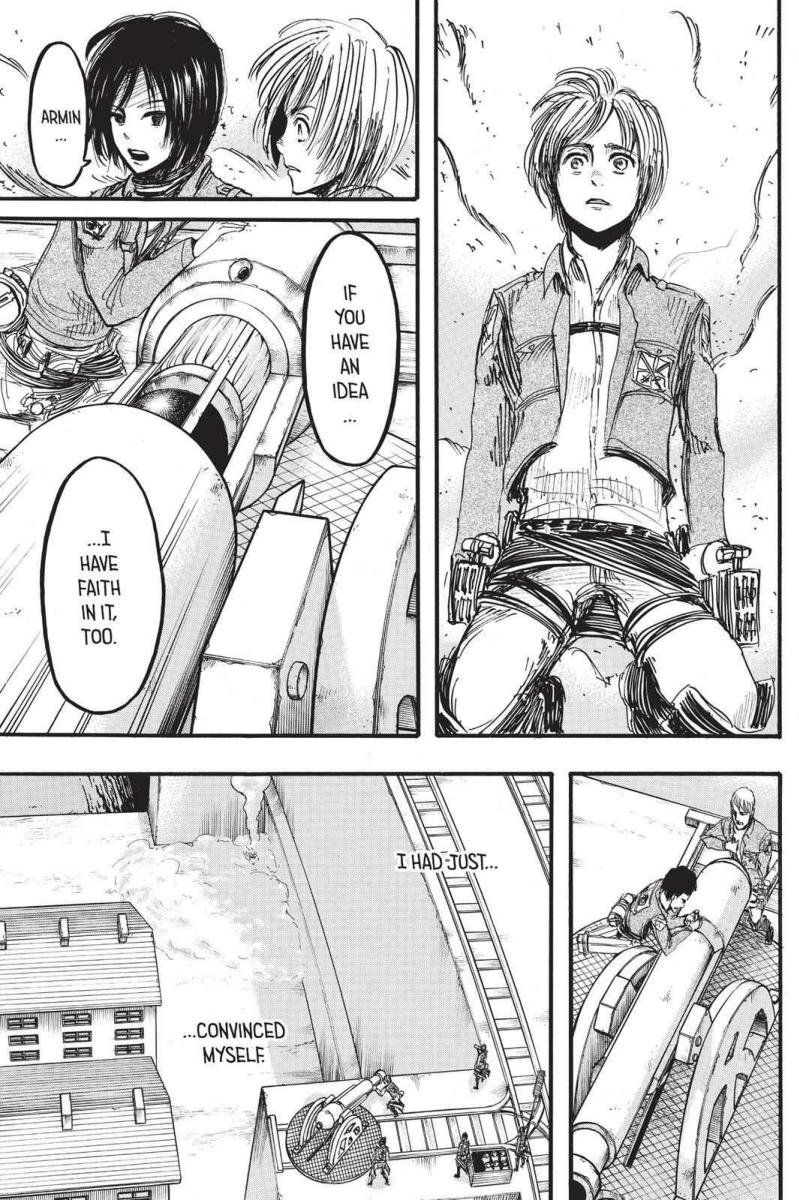 ARMIN
...
IF
YOU
HAVE
AN
IDEA
...
...I
HAVE
FAITH
IN IT,
TOO.
I HAD JUST...
...CONVINCED
MYSELF.